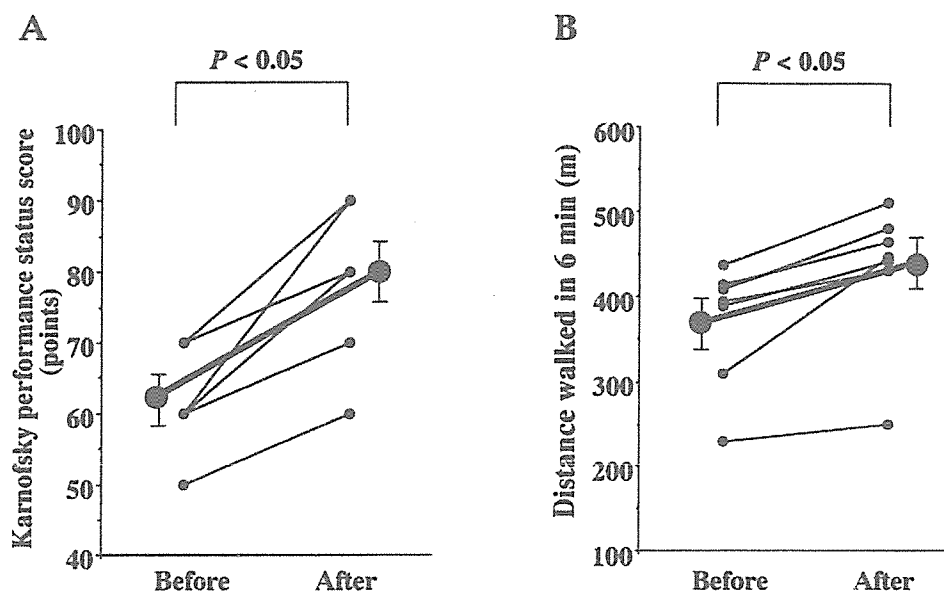 A
P < 0.05
Karnofsky performance status score
(points)
100
90
80
70
60
50
40
Before
After
B
P < 0.05
Distance walked in 6 min (m)
600
500
400
300
200
100
Before
After